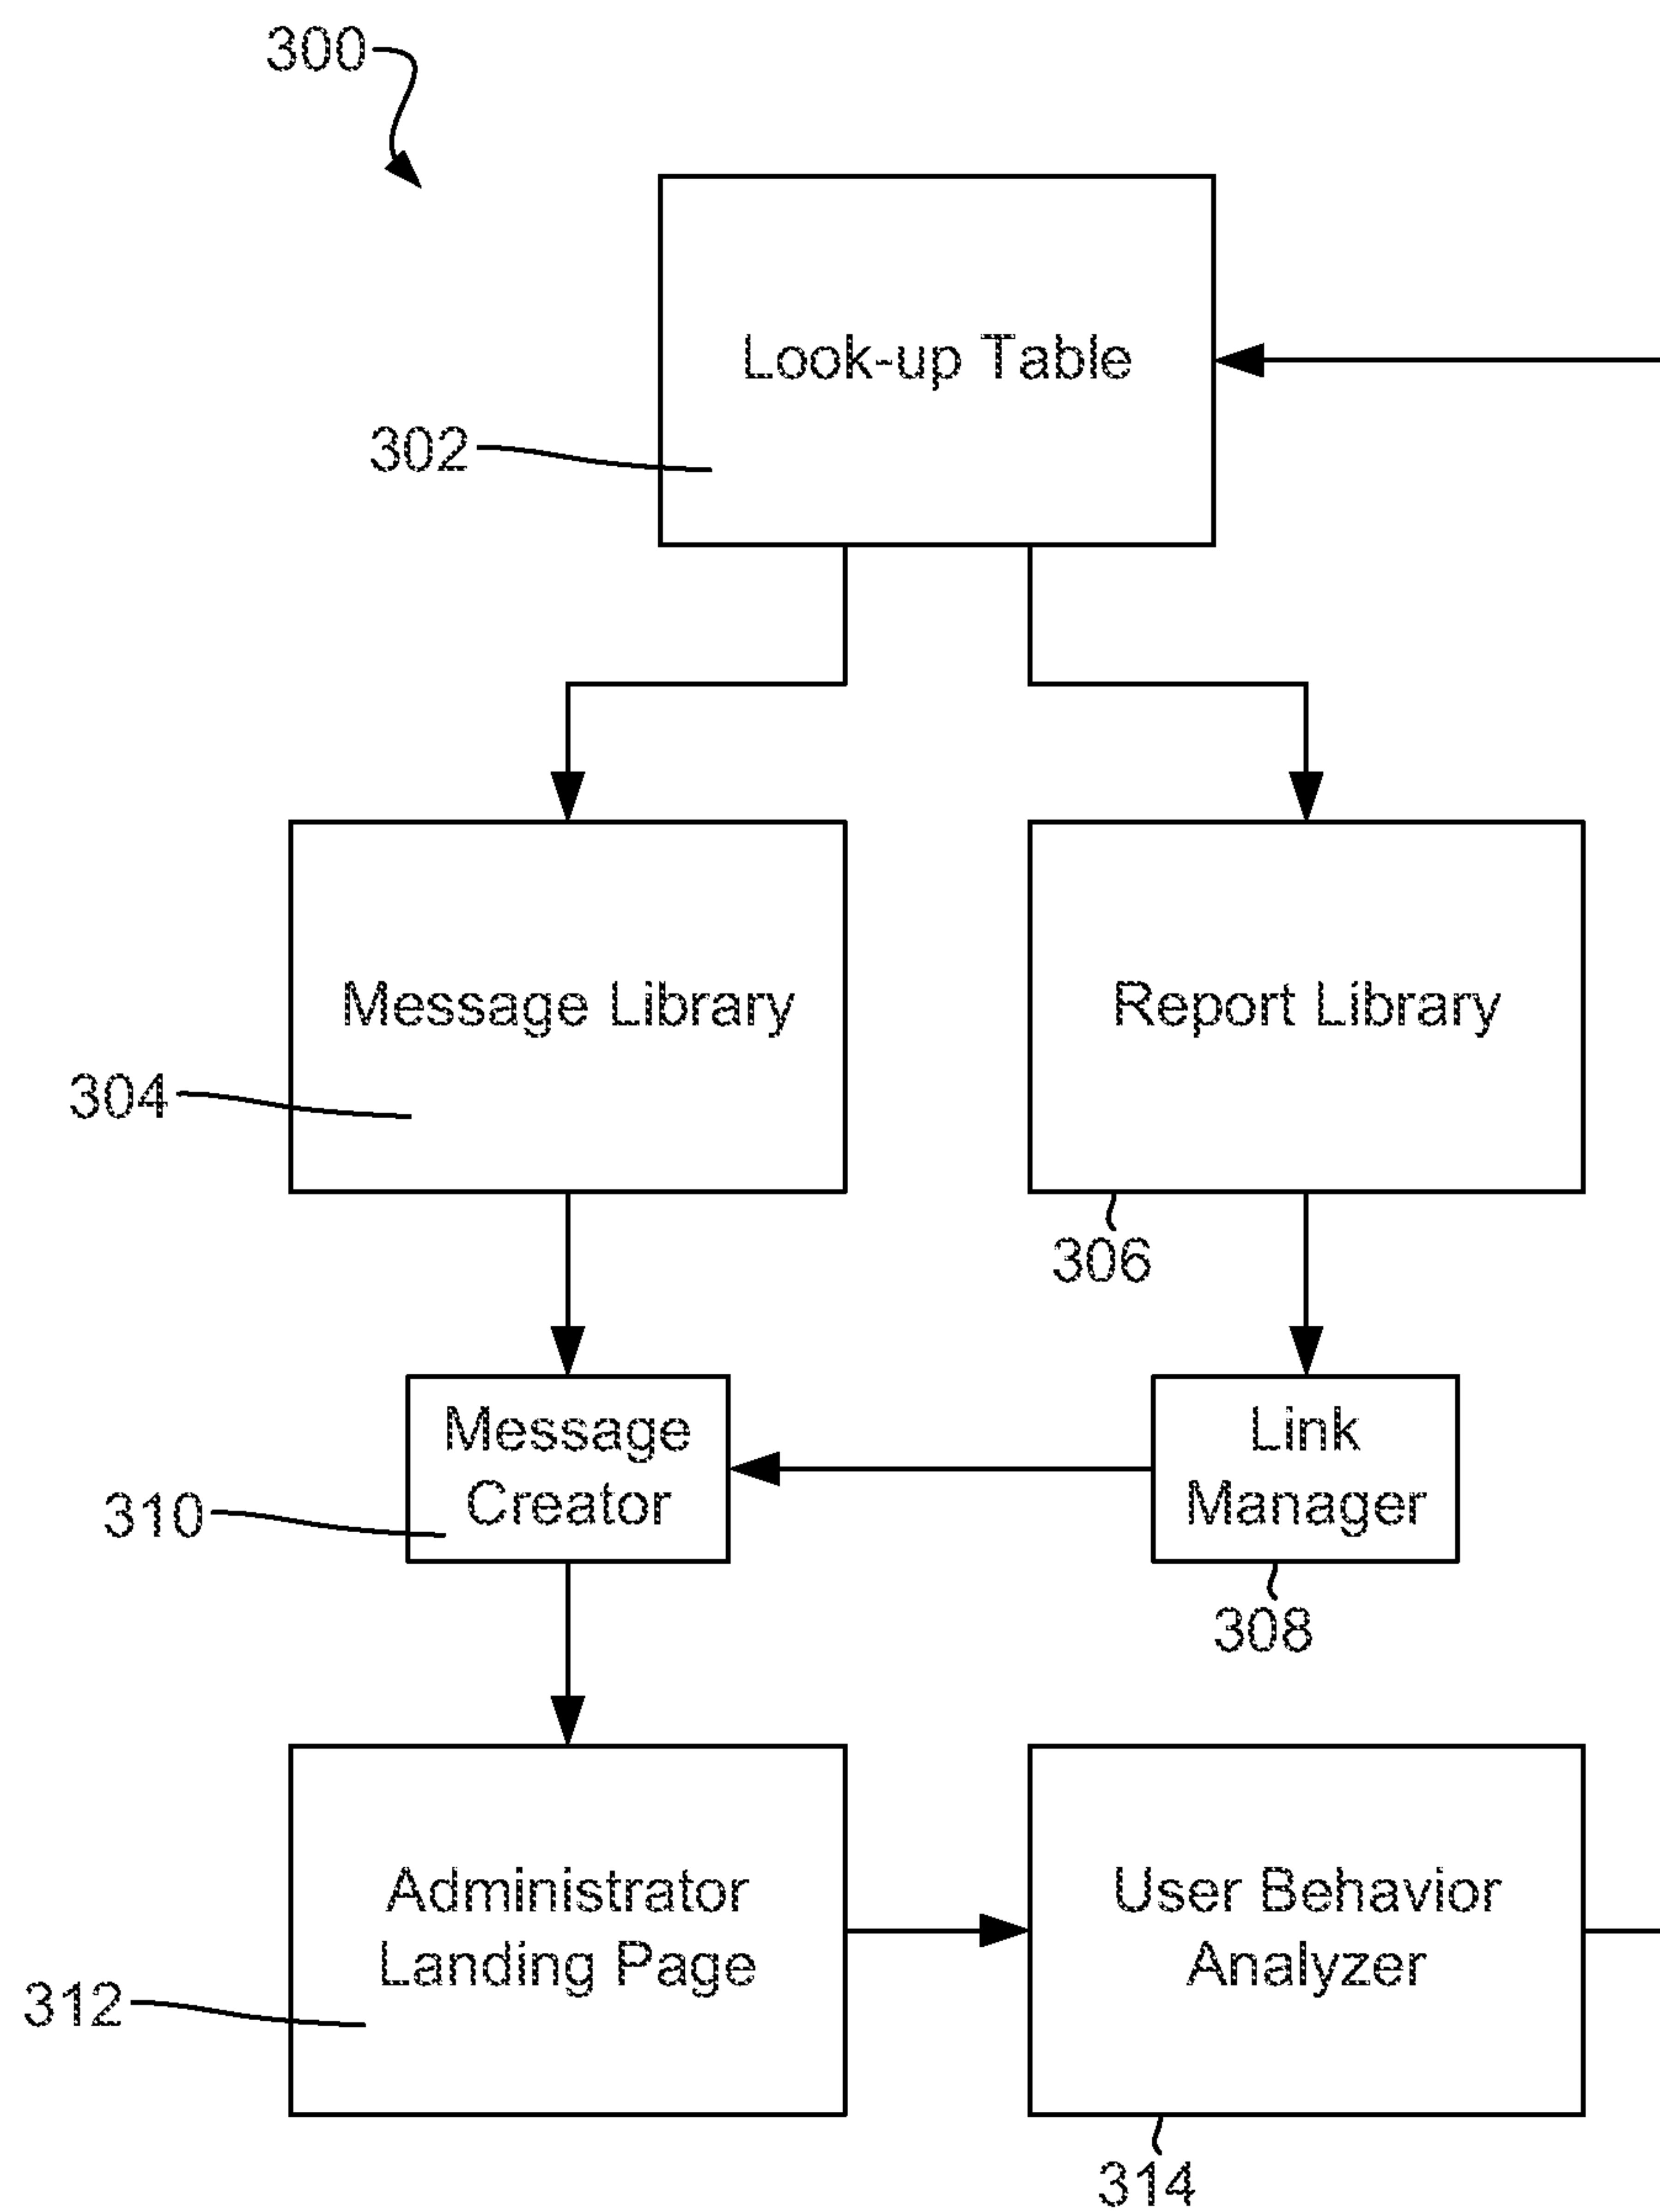 300
Look-up Table
302
Message Library
Report Library
304
306
Message
Creator
Link
Manager
310
308
Administrator
Landing Page
User Behavior
Analyzer
312
314